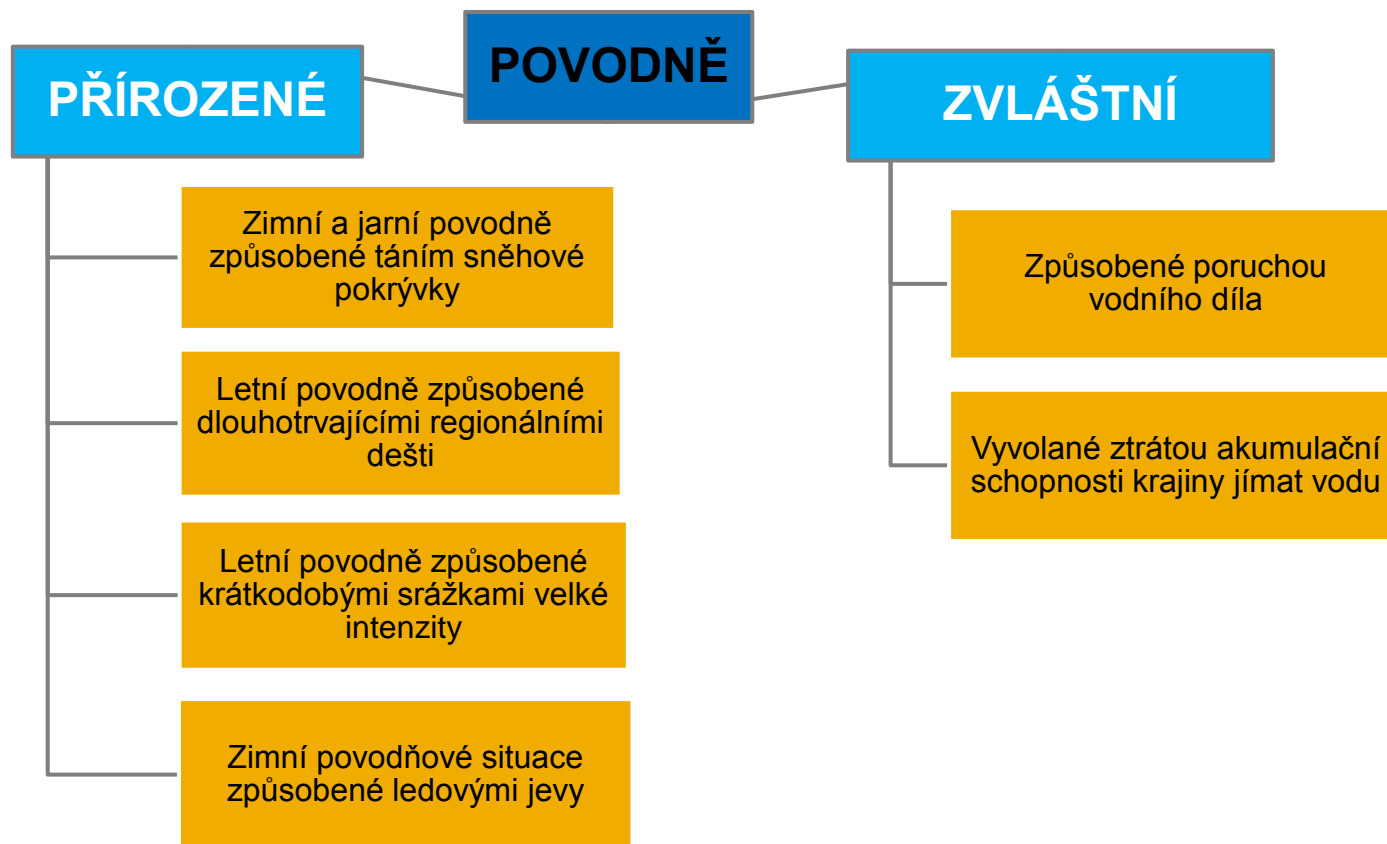 POVODNĚ
PŘÍROZENÉ
Zimní a jarní povodně
způsobené táním sněhové
pokrývky
Letní povodně způsobené
dlouhotrvajícími regionálními
dešti
Letní povodně způsobené
krátkodobými srážkami velké
intenzity
Zimní povodňové situace
způsobené ledovými jevy
ZVLÁŠTNÍ
Způsobené poruchou
vodního díla
Vyvolané ztrátou akumulační
schopnosti krajiny jímat vodu